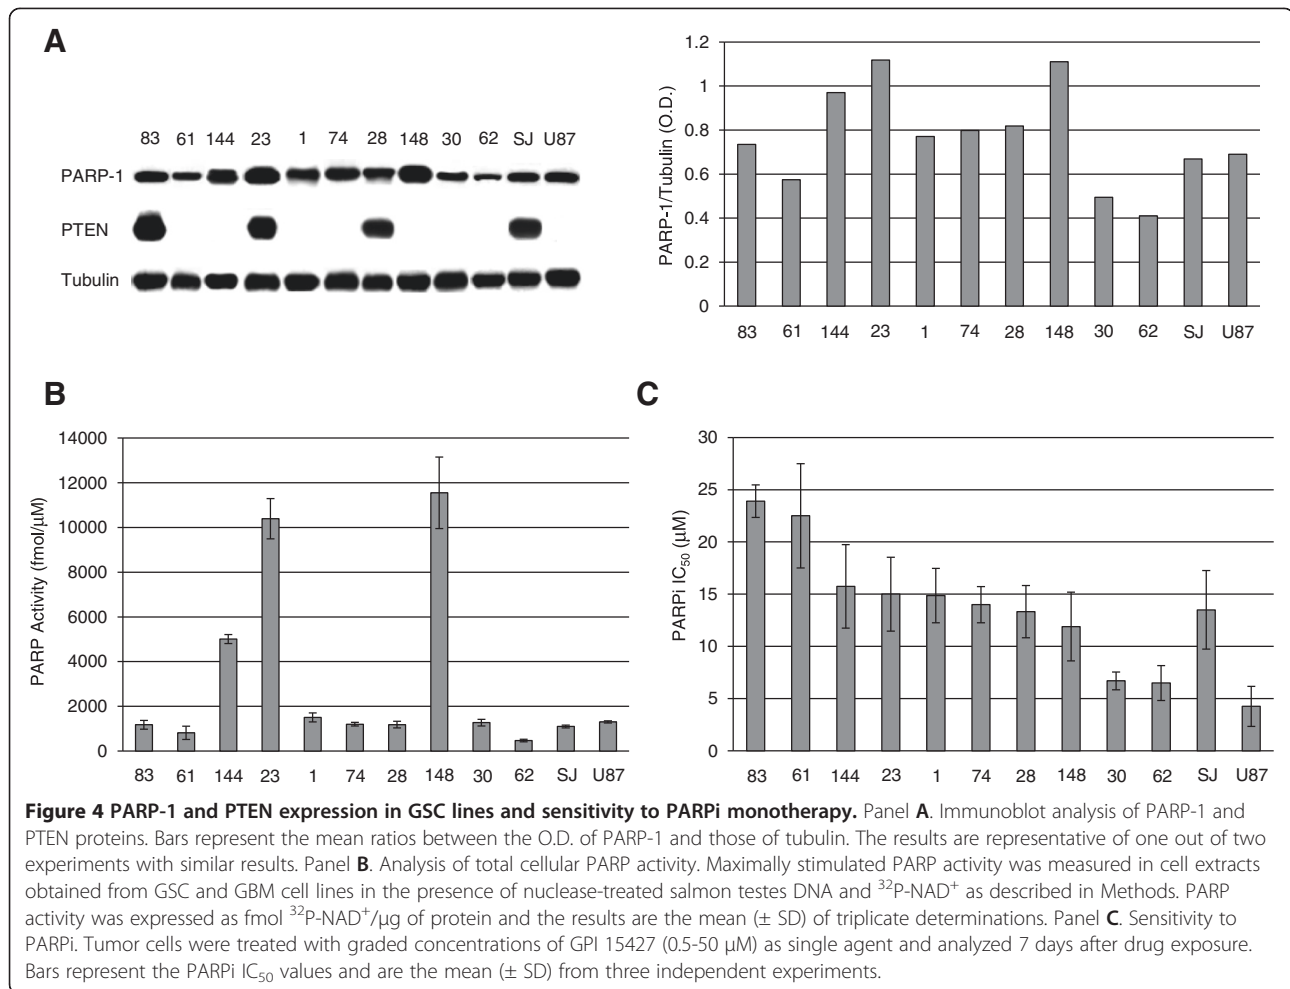 A
83 61 144 23 1 74 28 148 30 62 SJ U87
PARP-1
PTEN
Tubulin
PARP-1/Tubulin (O.D.)
1.2
1
0.8
0.6
0.4
0.2
0
83 61 144 23 1 74 28 148 30 62 SJ U87
B
PARP Activity (fmol/µM)
14000
12000
10000
8000
6000
4000
2000
0
83 61 144 23 1 74 28 148 30 62 SJ U87
C
PARPi IC50 (µM)
30
25
20
15
10
5
0
83 61 144 23 1 74 28 148 30 62 SJ U87
Figure 4 PARP-1 and PTEN expression in GSC lines and sensitivity to PARPi monotherapy. Panel A. Immunoblot analysis of PARP-1 and
PTEN proteins. Bars represent the mean ratios between the O.D. of PARP-1 and those of tubulin. The results are representative of one out of two
experiments with similar results. Panel B. Analysis of total cellular PARP activity. Maximally stimulated PARP activity was measured in cell extracts
obtained from GSC and GBM cell lines in the presence of nuclease-treated salmon testes DNA and 32P-NAD+ as described in Methods. PARP
activity was expressed as fmol 32P-NAD+/µg of protein and the results are the mean (± SD) of triplicate determinations. Panel C. Sensitivity to
PARPi. Tumor cells were treated with graded concentrations of GPI 15427 (0.5-50 µM) as single agent and analyzed 7 days after drug exposure.
Bars represent the PARPi IC50 values and are the mean (± SD) from three independent experiments.